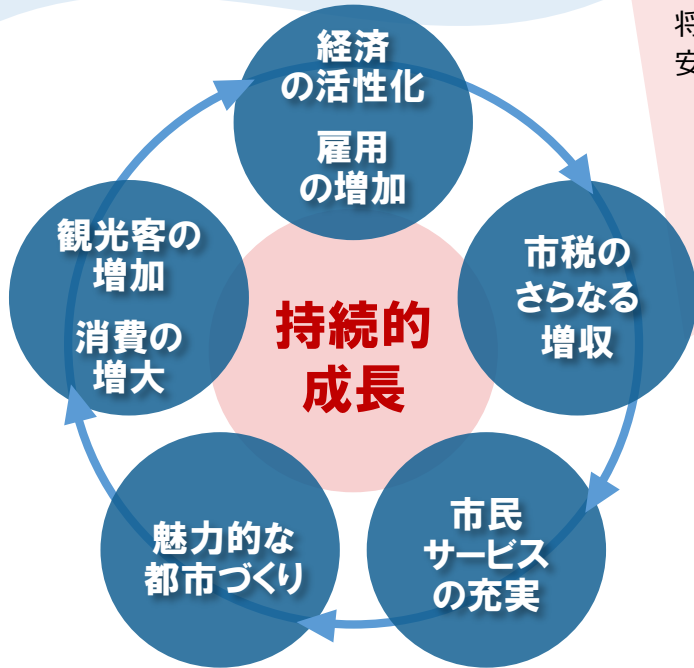 将
安
経済
の活性化
雇用
の増加
市税の
さらなる
増収
市民
サービス
の充実
魅力的な
都市づくり
観光客の
増加
消費の
増大
持続的
成長